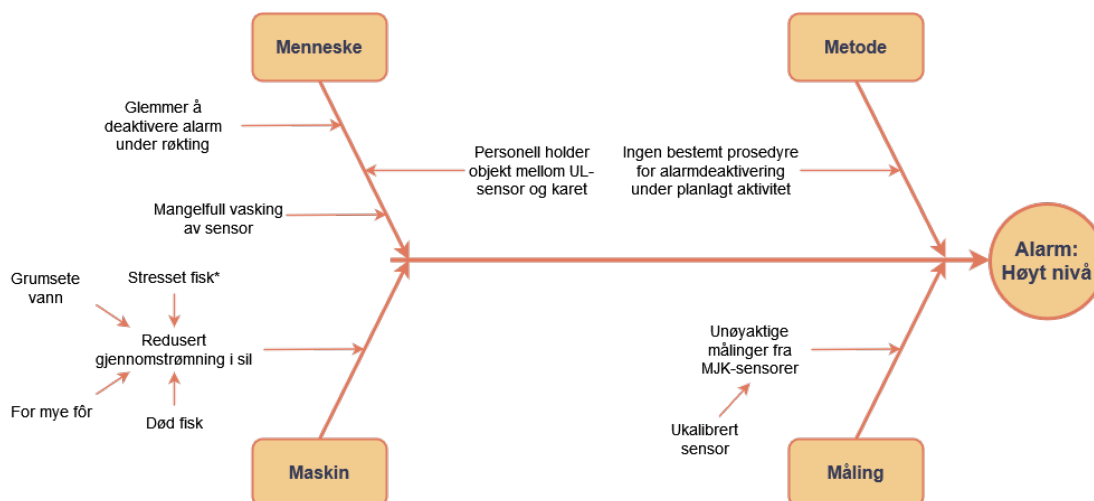 Menneske
Metode
Glemmer å
deaktivere alarm
under røkting
Personell holder
objekt mellom UL-
sensor og karet
Ingen bestemt prosedyre
for alarmdeaktivering
under planlagt aktivitet
Mangelfull vasking
av sensor
Alarm:
Høyt nivå
Grumsete
vann
Stresset fisk*
Redusert
gjennomstrømning i sil
For mye fôr
Død fisk
Unøyaktige
målinger fra
MJK-sensorer
Ukalibrert
sensor
Maskin
Måling